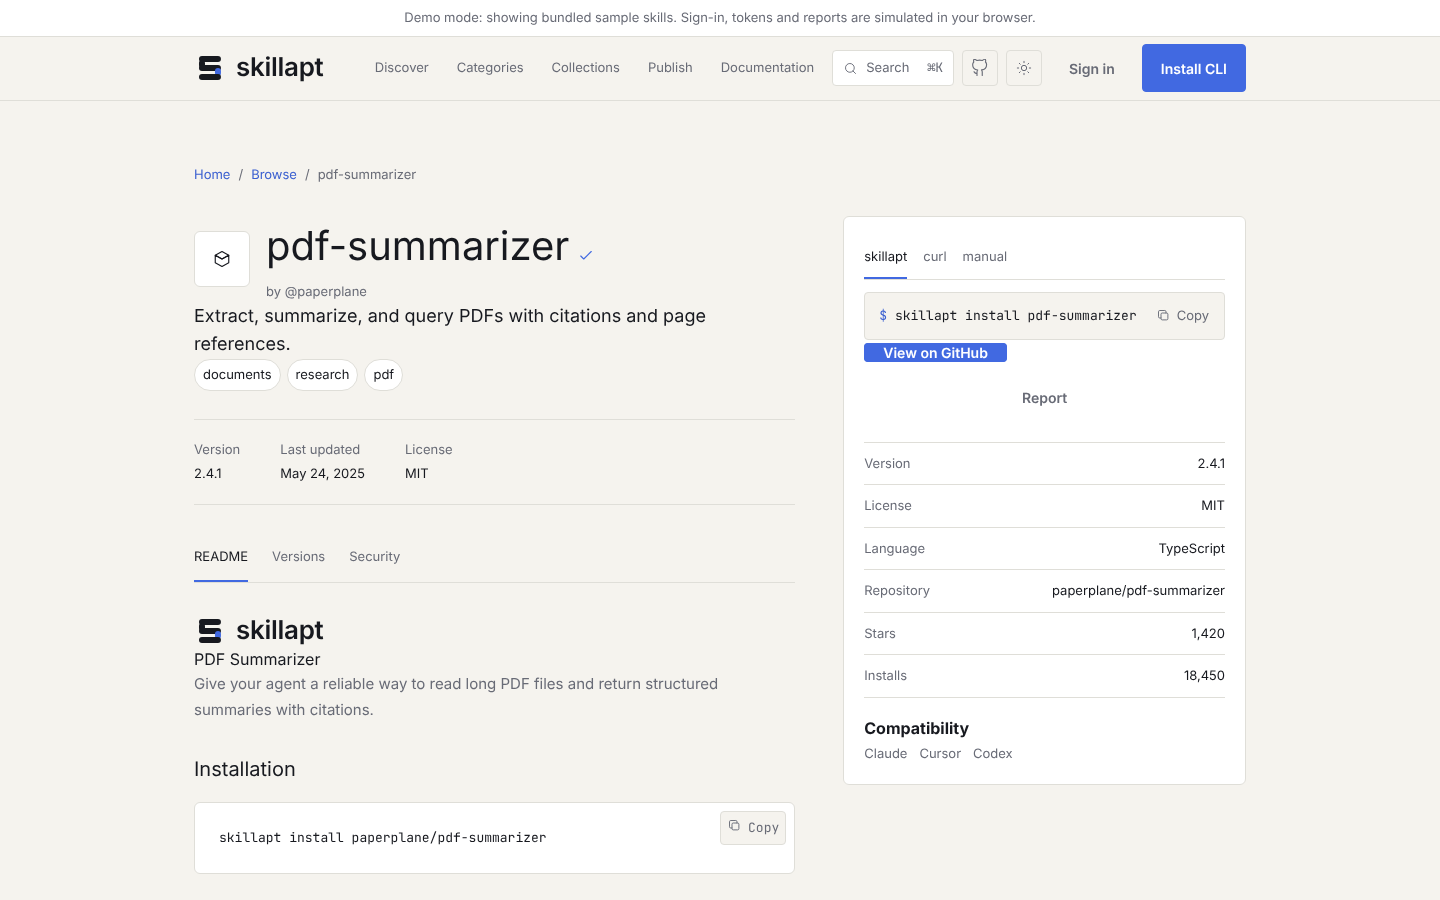 Demo mode: showing bundled sample skills. Sign-in, tokens and reports are simulated in your browser.
skillapt
Discover
Categories
Collections
Publish
Documentation
Search ⌘K
Sign in
Install CLI
Home / Browse / pdf-summarizer
pdf-summarizer
by @paperplane
Extract, summarize, and query PDFs with citations and page
references.
documents
research
pdf
Version
Last updated
License
2.4.1
May 24, 2025
MIT
README
Versions
Security
skillapt
PDF Summarizer
Give your agent a reliable way to read long PDF files and return structured
summaries with citations.
Installation
skillapt install paperplane/pdf-summarizer
Copy
skillapt
curl
manual
$ skillapt install pdf-summarizer
Copy
View on GitHub
Report
Version 2.4.1
License MIT
Language TypeScript
Repository paperplane/pdf-summarizer
Stars 1,420
Installs 18,450
Compatibility
Claude Cursor Codex